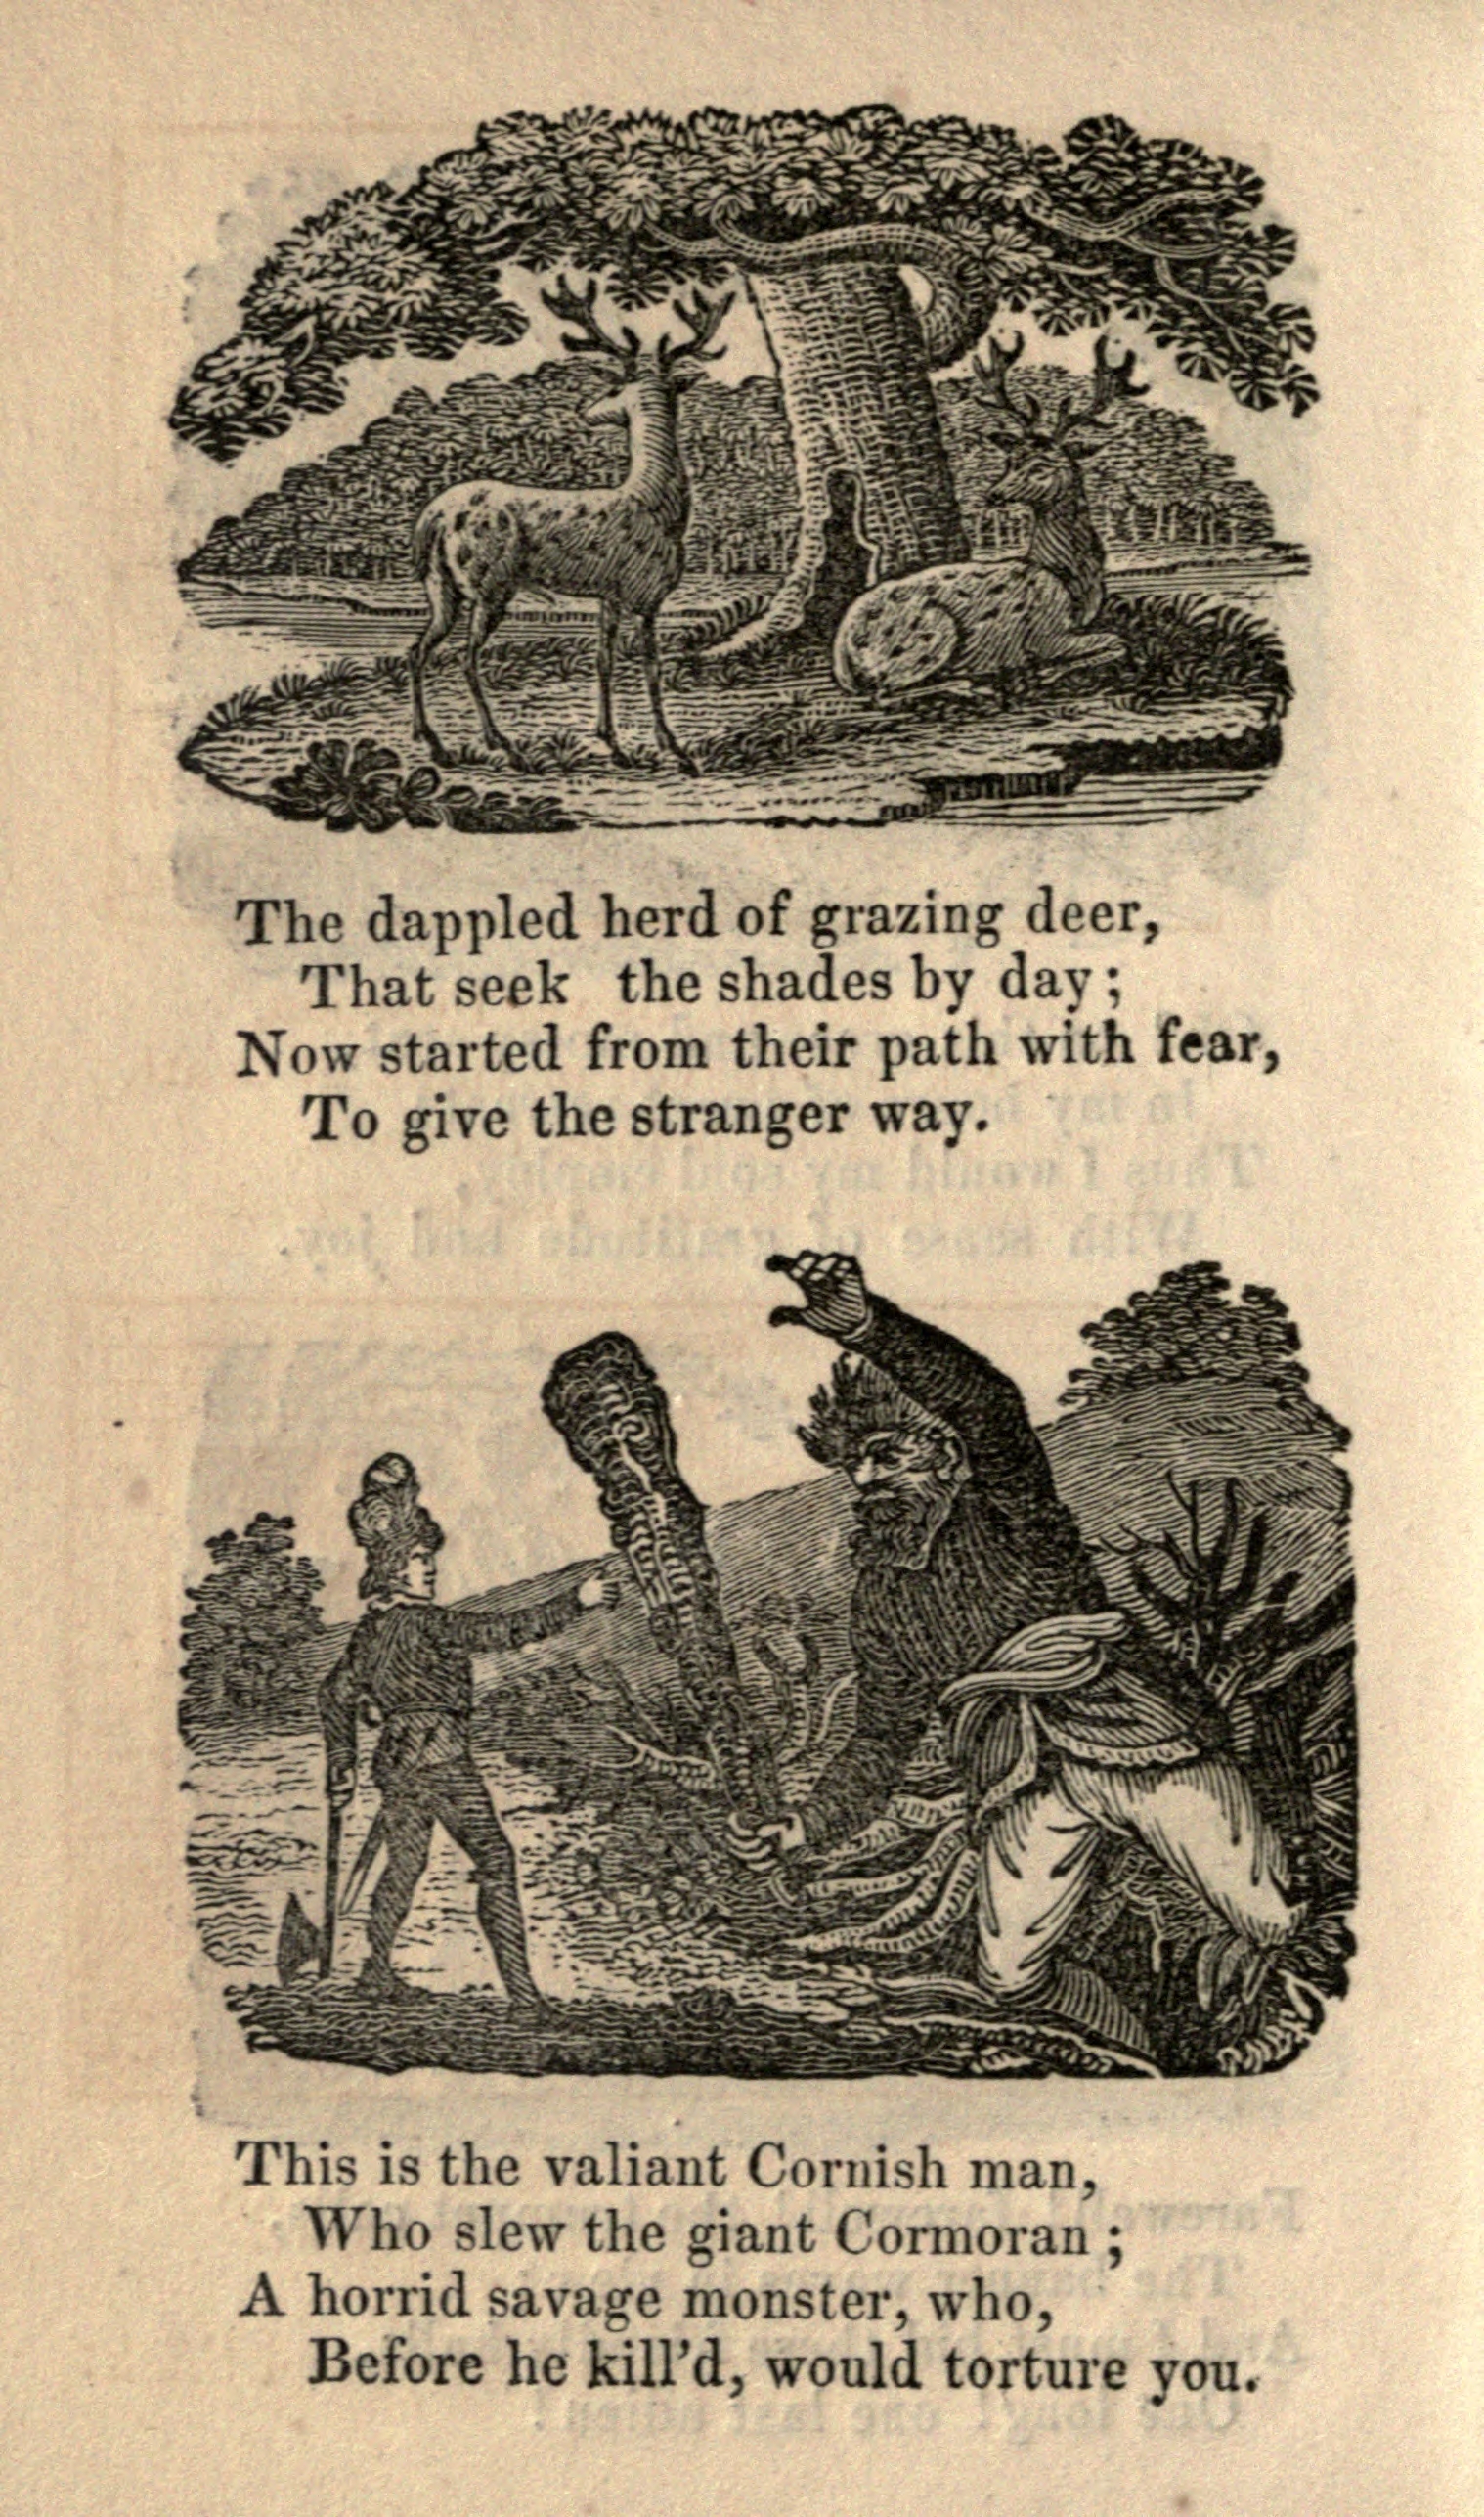 The dappled herd of grazing deer,
That seek the shades by day;
Now started from their path with fear,
To give the stranger way.
This is the valiant Cornish man,
Who slew the giant Cormoran;
A horrid savage monster, who,
Before he kill'd, would torture you.